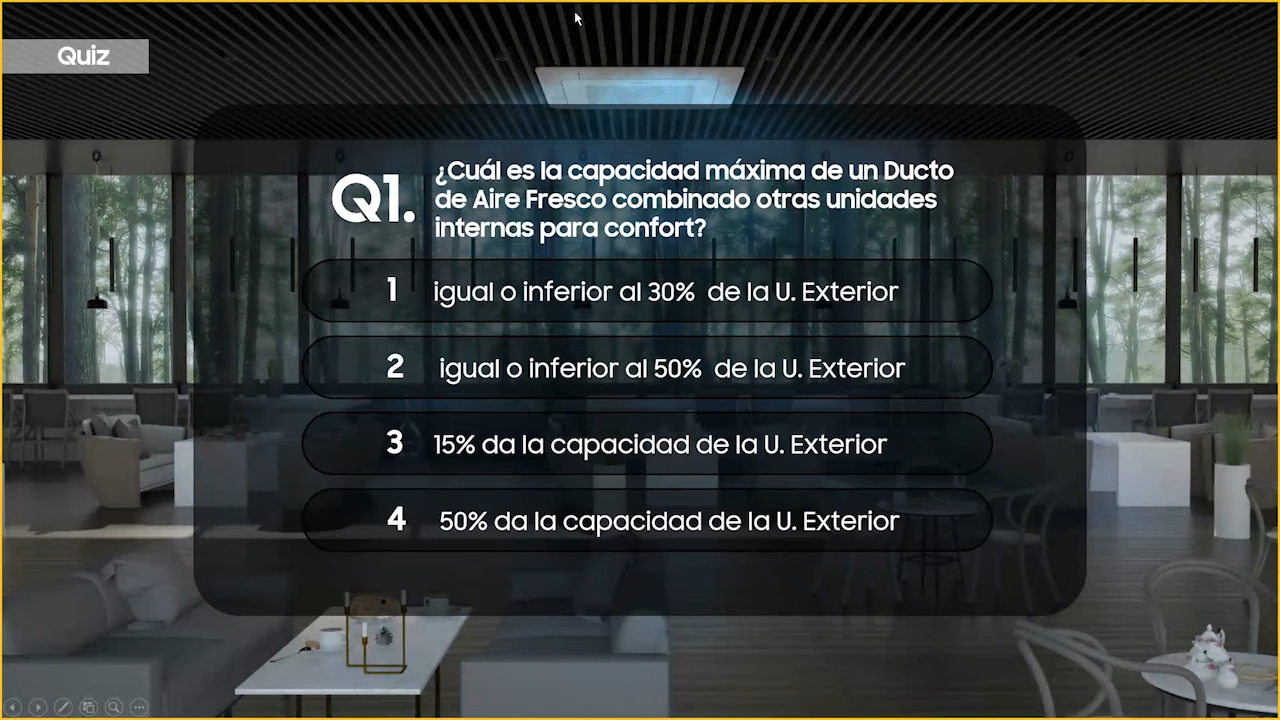 Quiz
Q1.
¿Cuál es la capacidad máxima de un Ducto
de Aire Fresco combinado otras unidades
internas para confort?
1 igual o inferior al 30% de la U. Exterior
2 igual o inferior al 50% de la U. Exterior
3 15% da la capacidad de la U. Exterior
4 50% da la capacidad de la U. Exterior